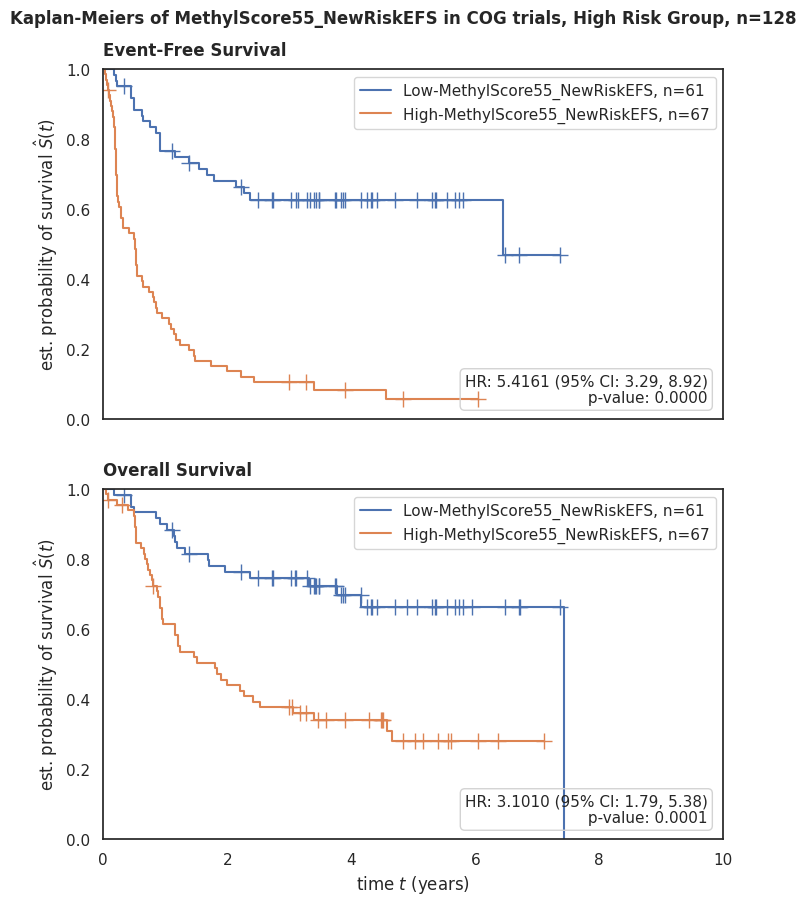 Kaplan-Meiers of MethylScore55_NewRiskEFS in COG trials, High Risk Group, n=128
Event-Free Survival
est. probability of survival Ŝ(t)
1.0
0.8
0.6
0.4
0.2
0.0
Low-MethylScore55_NewRiskEFS, n=61
High-MethylScore55_NewRiskEFS, n=67
HR: 5.4161 (95% CI: 3.29, 8.92)
p-value: 0.0000
Overall Survival
est. probability of survival Ŝ(t)
1.0
0.8
0.6
0.4
0.2
0.0
Low-MethylScore55_NewRiskEFS, n=61
High-MethylScore55_NewRiskEFS, n=67
HR: 3.1010 (95% CI: 1.79, 5.38)
p-value: 0.0001
0 2 4 6 8 10
time t (years)